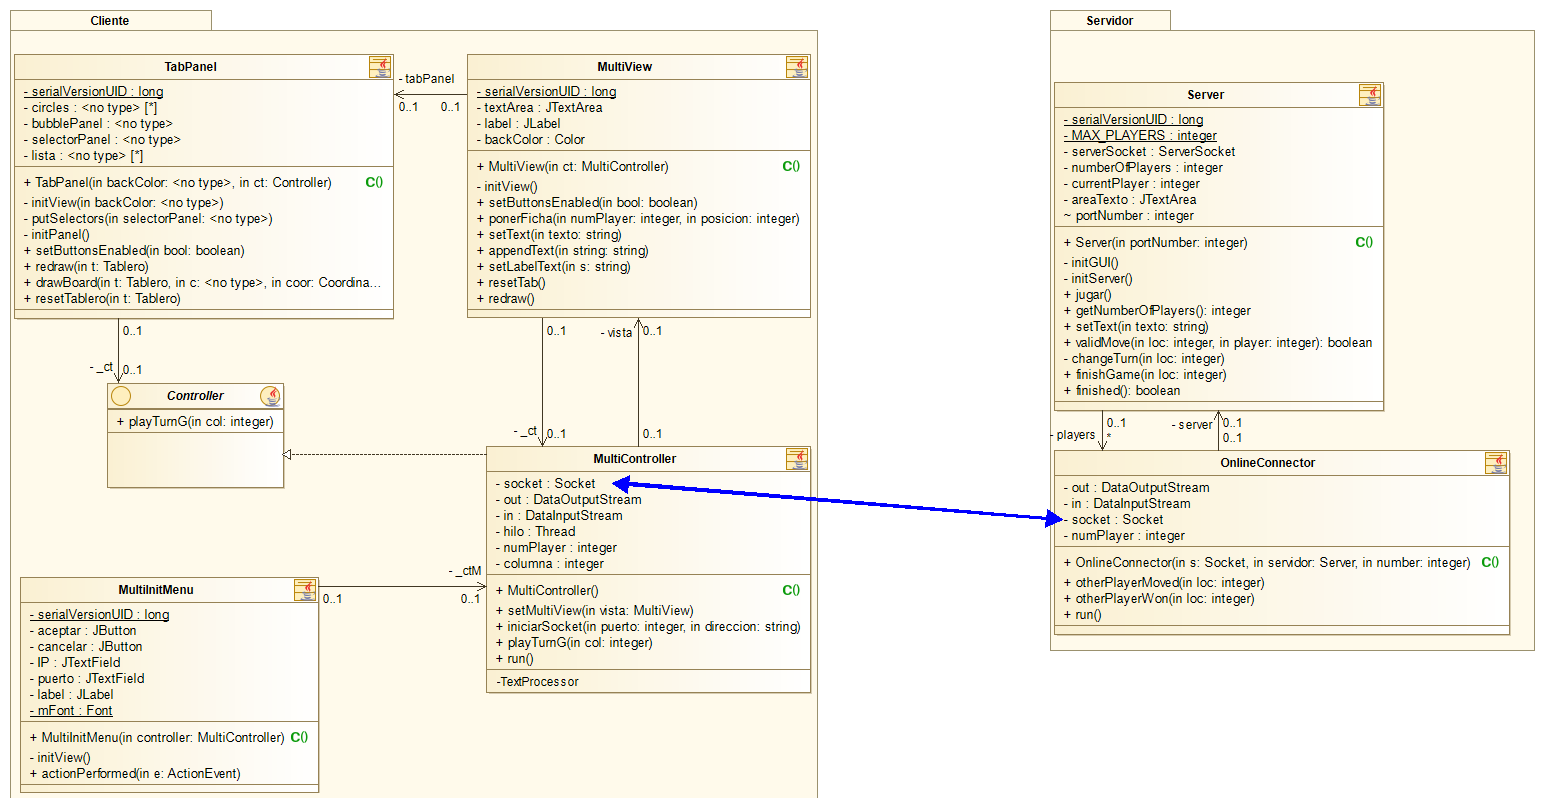 Cliente
TabPanel
- serialVersionUID : long
- circles : <no type> [*]
- bubblePanel : <no type>
- selectorPanel : <no type>
- lista : <no type> [*]
+ TabPanel(in backColor: <no type>, in ct: Controller)
C()
- initView(in backColor: <no type>)
- putSelectors(in selectorPanel: <no type>)
- initPanel()
+ setButtonsEnabled(in bool: boolean)
+ redraw(in t: Tablero)
+ drawBoard(in t: Tablero, in c: <no type>, in coor: Coordina...
+ resetTablero(in t: Tablero)
- tabPanel
0..1
0..1
MultiView
- serialVersionUID : long
- textArea : JTextArea
- label : JLabel
- backColor : Color
+ MultiView(in ct: MultiController)
C()
- initView()
+ setButtonsEnabled(in bool: boolean)
+ ponerFicha(in numPlayer: integer, in posicion: integer)
+ setText(in texto: string)
+ appendText(in string: string)
+ setLabelText(in s: string)
+ resetTab()
+ redraw()
0..1
- _ct
0..1
Controller
+ playTurnG(in col: integer)
0..1
- vista
0..1
- _ct
0..1
0..1
MultiController
- socket : Socket
- out : DataOutputStream
- in : DataInputStream
- hilo : Thread
- numPlayer : integer
- columna : integer
+ MultiController()
C()
+ setMultiView(in vista: MultiView)
+ iniciarSocket(in puerto: integer, in direccion: string)
+ playTurnG(in col: integer)
+ run()
-TextProcessor
- _ctM
0..1
0..1
MultiInitMenu
- serialVersionUID : long
- aceptar : JButton
- cancelar : JButton
- IP : JTextField
- puerto : JTextField
- label : JLabel
- mFont : Font
+ MultiInitMenu(in controller: MultiController)
C()
- initView()
+ actionPerformed(in e: ActionEvent)
Servidor
Server
- serialVersionUID : long
- MAX_PLAYERS : integer
- serverSocket : ServerSocket
- numberOfPlayers : integer
- currentPlayer : integer
- areaTexto : JTextArea
~ portNumber : integer
+ Server(in portNumber: integer)
C()
- initGUI()
- initServer()
+ jugar()
+ getNumberOfPlayers(): integer
+ setText(in texto: string)
+ validMove(in loc: integer, in player: integer): boolean
- changeTurn(in loc: integer)
+ finishGame(in loc: integer)
+ finished(): boolean
0..1
- players
*
- server
0..1
0..1
OnlineConnector
- out : DataOutputStream
- in : DataInputStream
- socket : Socket
- numPlayer : integer
+ OnlineConnector(in s: Socket, in servidor: Server, in number: integer)
C()
+ otherPlayerMoved(in loc: integer)
+ otherPlayerWon(in loc: integer)
+ run()